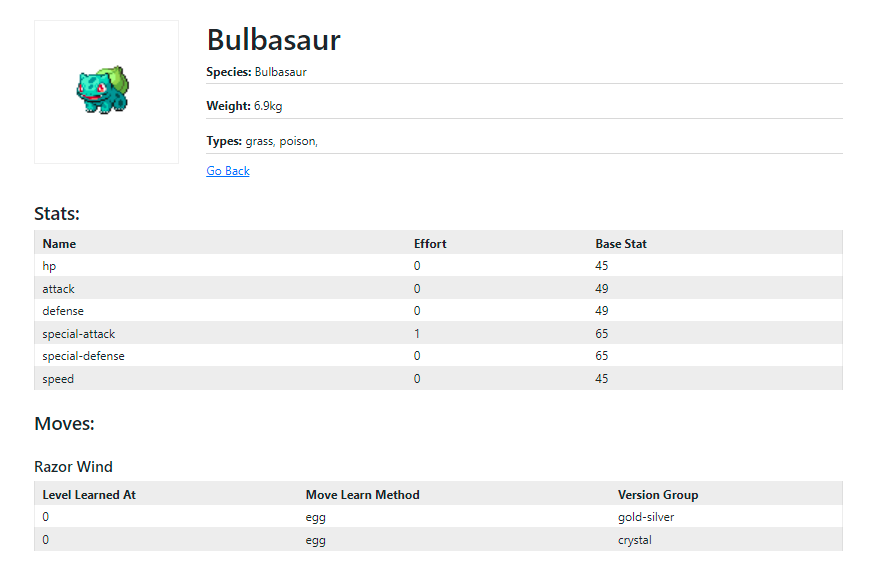 Bulbasaur
Species: Bulbasaur
Weight: 6.9kg
Types: grass, poison,
Go Back
Stats:
Name Effort Base Stat
hp 0 45
attack 0 49
defense 0 49
special-attack 1 65
special-defense 0 65
speed 0 45
Moves:
Razor Wind
Level Learned At Move Learn Method Version Group
0 egg gold-silver
0 egg crystal